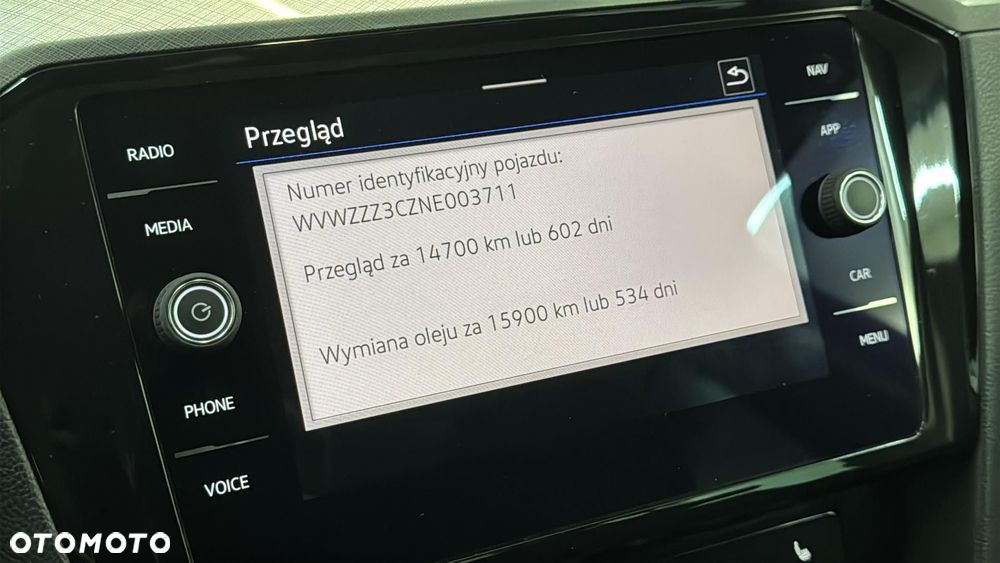 RADIO
MEDIA
PHONE
VOICE
Przegląd
Numer identyfikacyjny pojazdu:
WVWZZZ3CZNE003711
Przegląd za 14700 km lub 602 dni
Wymiana oleju za 15900 km lub 534 dni
NAV
APP
CAR
MENU
OTOMOTO